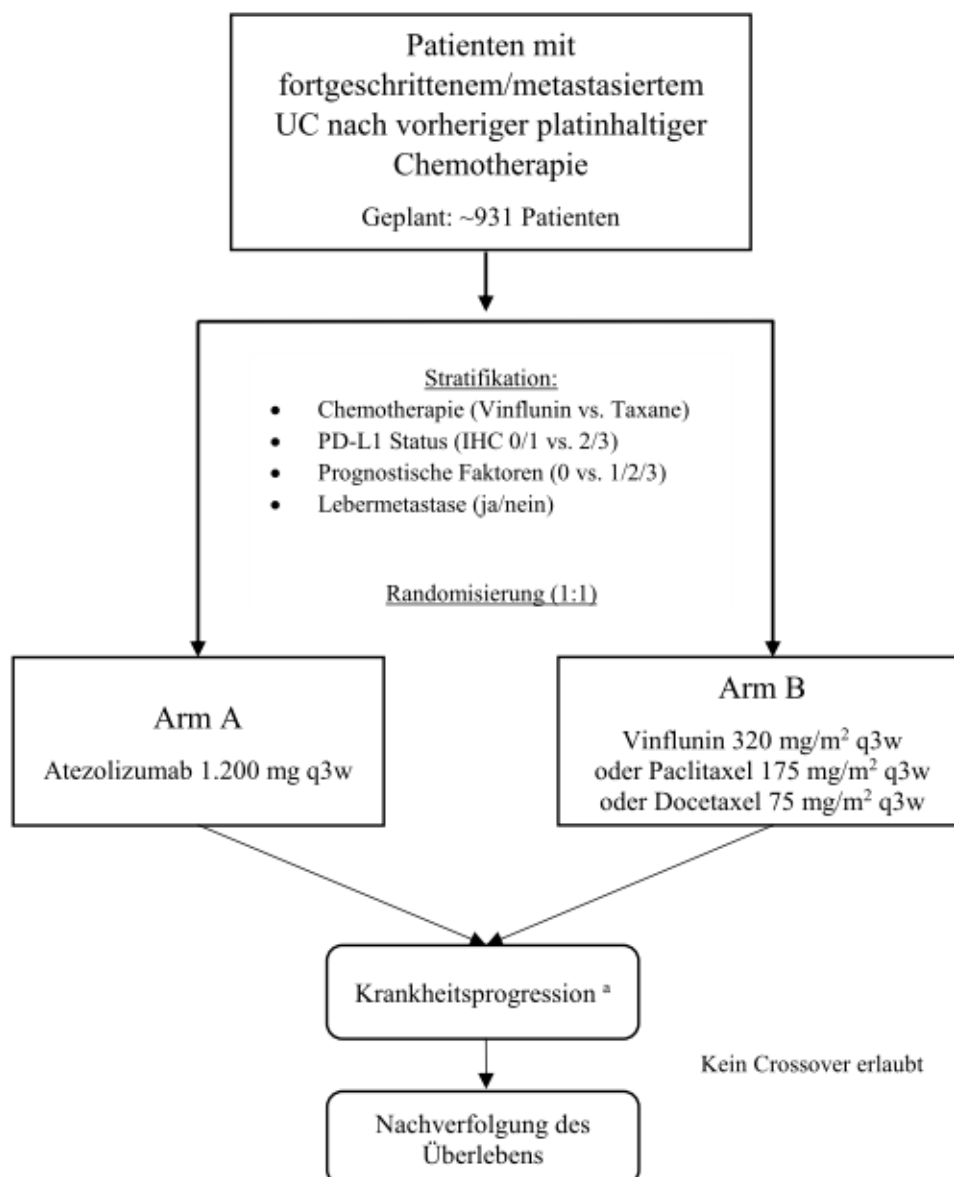 Patienten mit
fortgeschrittenem/metastasiertem
UC nach vorheriger platinhaltiger
Chemotherapie
Geplant: ~931 Patienten
Stratifikation:
• Chemotherapie (Vinflunin vs. Taxane)
• PD-L1 Status (IHC 0/1 vs. 2/3)
• Prognostische Faktoren (0 vs. 1/2/3)
• Lebermetastase (ja/nein)
Randomisierung (1:1)
Arm A
Atezolizumab 1.200 mg q3w
Arm B
Vinflunin 320 mg/m² q3w
oder Paclitaxel 175 mg/m² q3w
oder Docetaxel 75 mg/m² q3w
Krankheitsprogression ᵃ
Kein Crossover erlaubt
Nachverfolgung des
Überlebens